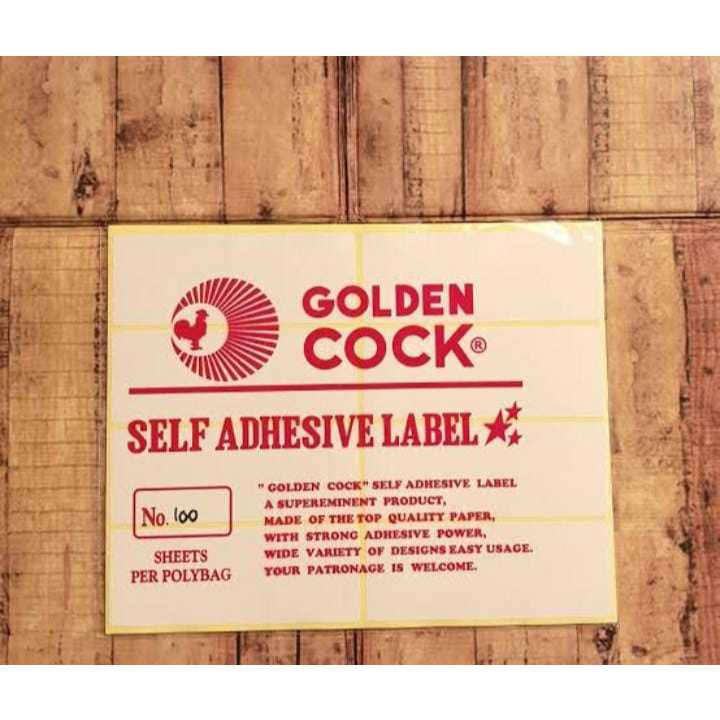 GOLDEN
COCK®
SELF ADHESIVE LABEL
" GOLDEN COCK" SELF ADHESIVE LABEL
A SUPEREMINENT PRODUCT,
MADE OF THE TOP QUALITY PAPER,
WITH STRONG ADHESIVE POWER,
WIDE VARIETY OF DESIGNS EASY USAGE.
YOUR PATRONAGE IS WELCOME.
No. 100
SHEETS
PER POLYBAG